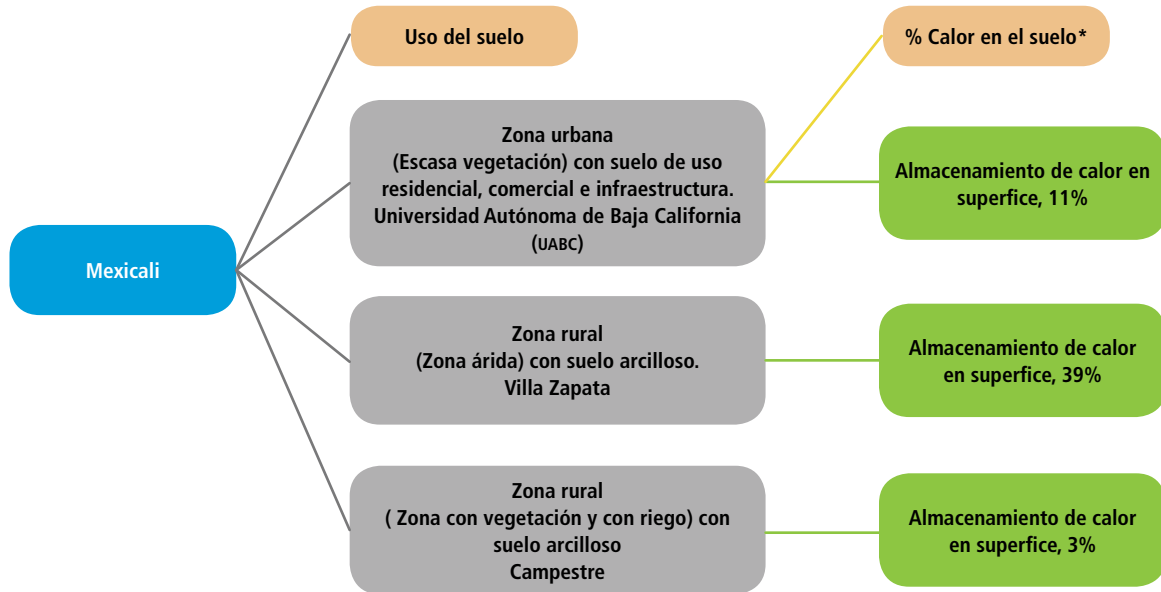 Uso del suelo
% Calor en el suelo*
Mexicali
Zona urbana
(Escasa vegetación) con suelo de uso
residencial, comercial e infraestructura.
Universidad Autónoma de Baja California
(UABC)
Almacenamiento de calor en
superfice, 11%
Zona rural
(Zona árida) con suelo arcilloso.
Villa Zapata
Almacenamiento de calor
en superfice, 39%
Zona rural
( Zona con vegetación y con riego) con
suelo arcilloso
Campestre
Almacenamiento de calor
en superfice, 3%